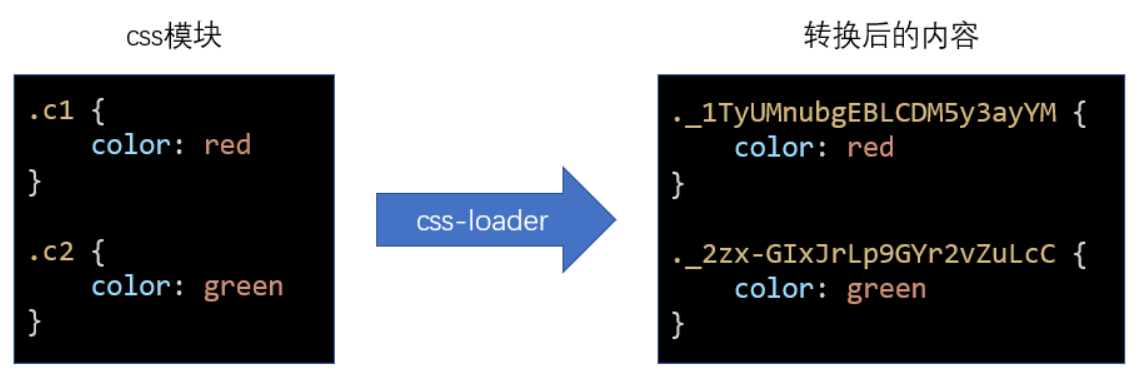 css模块
.c1 {
    color: red
}
.c2 {
    color: green
}
css-loader
转换后的内容
._1TyUMnubgEBLCDM5y3ayYM {
    color: red
}
._2zx-GIxJrLp9GYr2vZuLcC {
    color: green
}